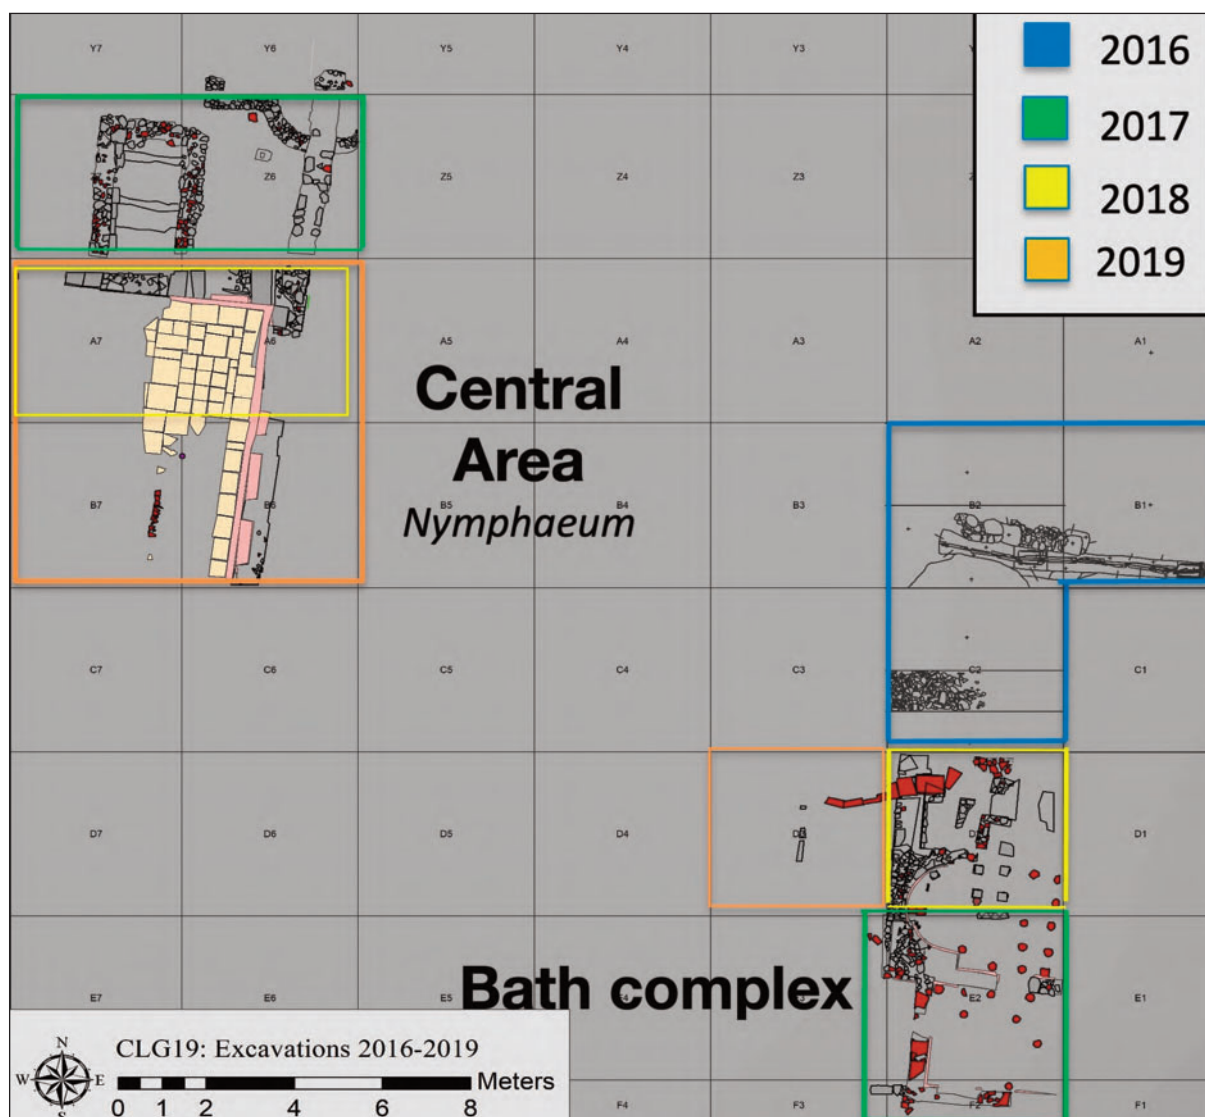 Y7 Y6 Y5 Y4 Y3
2016
2017
2018
2019
Z6 Z5 Z4 Z3
A7 A6 A5 A4 A3 A2 A1
Central
Area
Nymphaeum
B7 B6 B5 B4 B3 B2 B1
C7 C6 C5 C4 C3 C2 C1
D7 D6 D5 D4 D1
Bath complex
E7 E6 E5 F4 E2 E1
CLG19: Excavations 2016-2019
N
W E
S
Meters
0 1 2 4 6 8
F4 F3 F2 F1